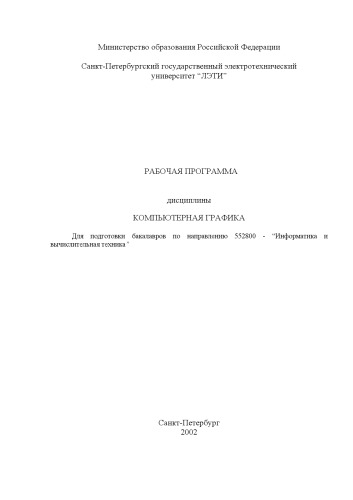 Министерство образования Российской Федерации
Санкт-Петербургский государственный электротехнический
университет “ЛЭТИ”
РАБОЧАЯ ПРОГРАММА
дисциплины
КОМПЬЮТЕРНАЯ ГРАФИКА
Для подготовки бакалавров по направлению 552800 - “Информатика и
вычислительная техника”
Санкт-Петербург
2002